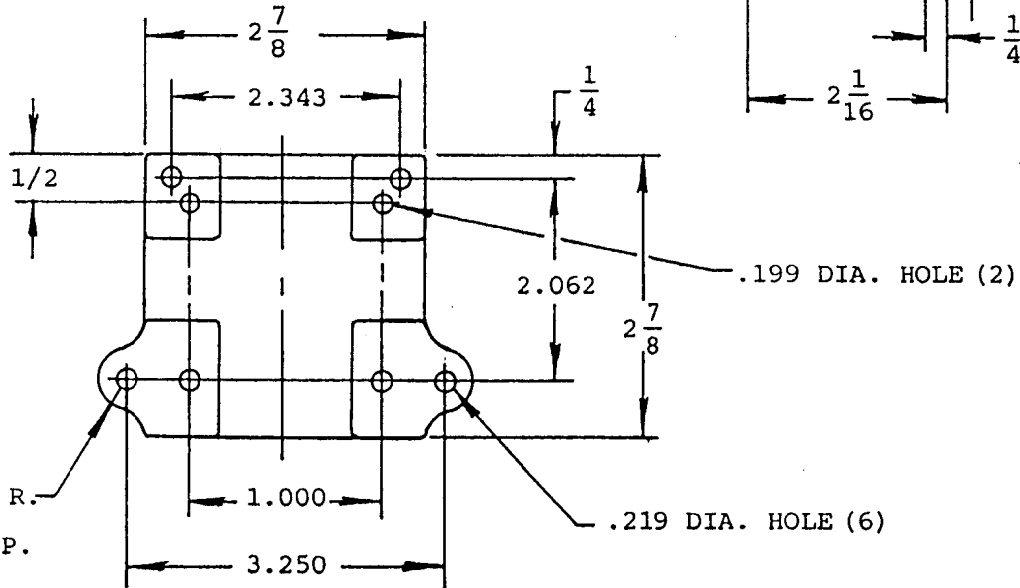 2 7/8
1/4
2.343
1/4
2 1/16
1/2
.199 DIA. HOLE (2)
2.062
2 7/8
R.
1.000
.219 DIA. HOLE (6)
P.
3.250